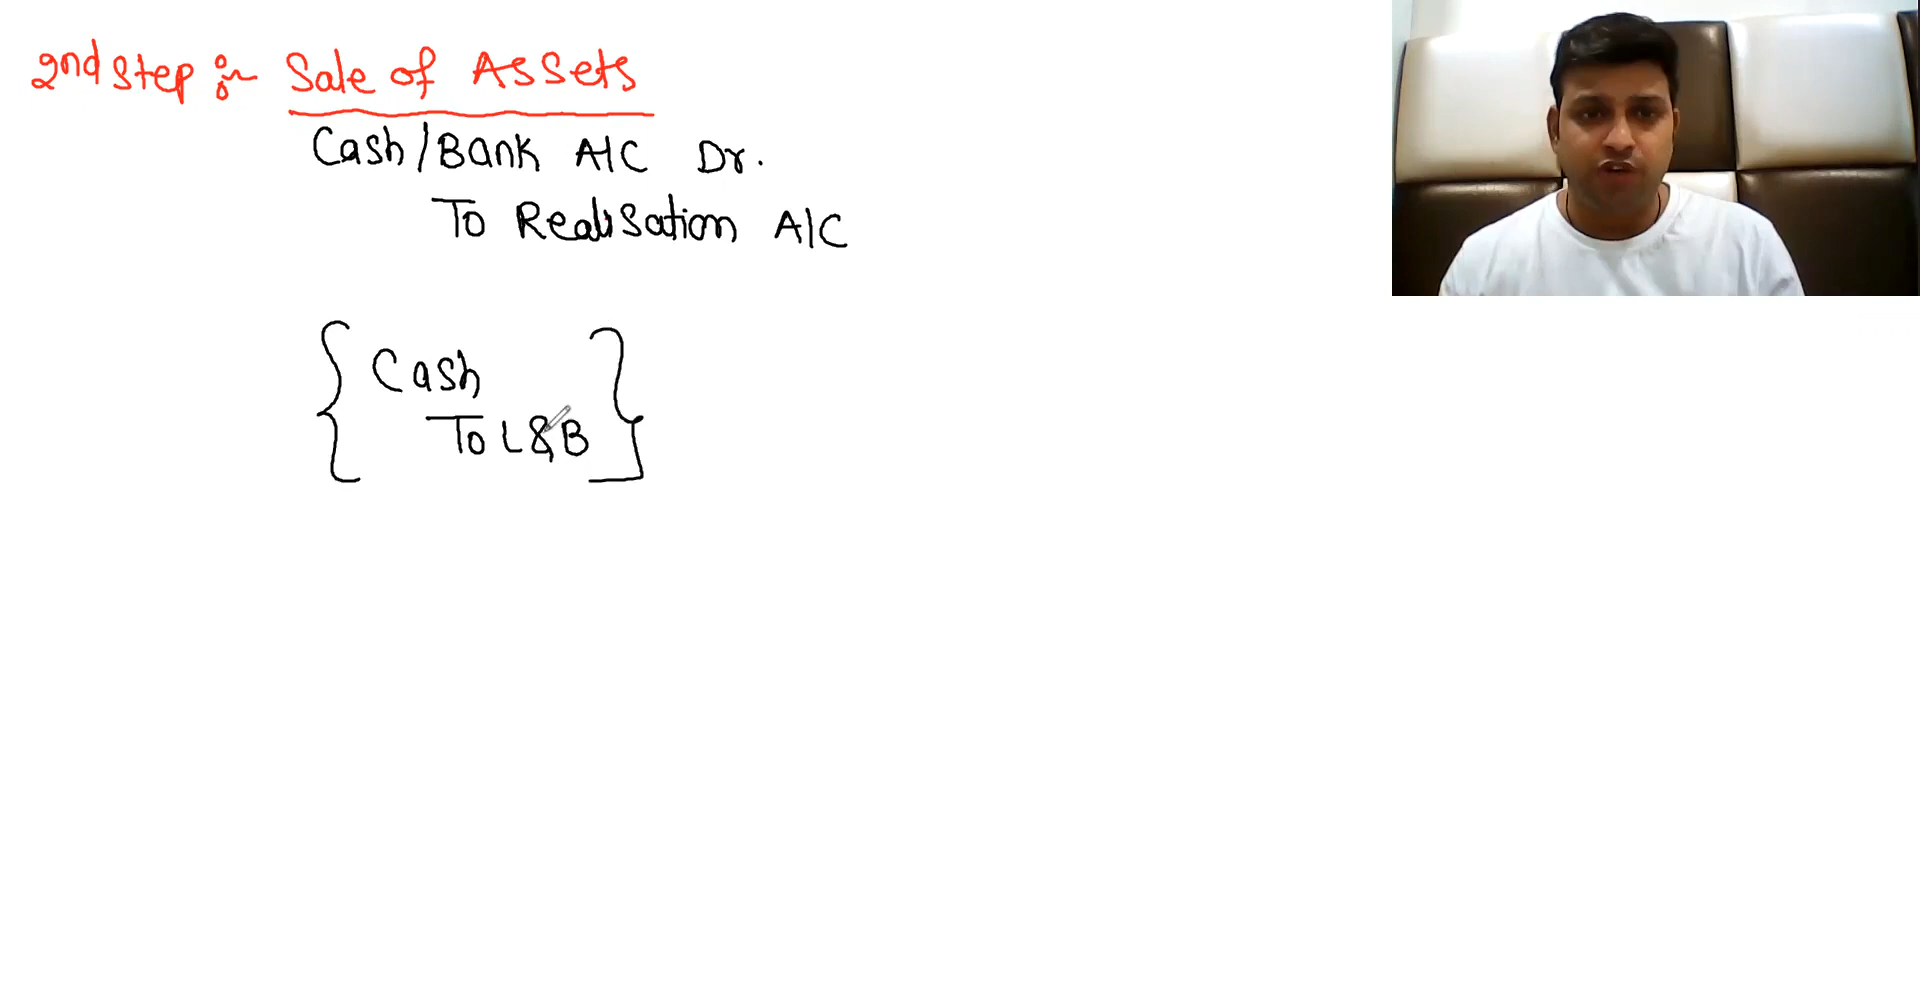 2nd Step :- Sale of Assets
Cash/Bank A/C Dr.
To Realisation A/C
Cash
To L&B